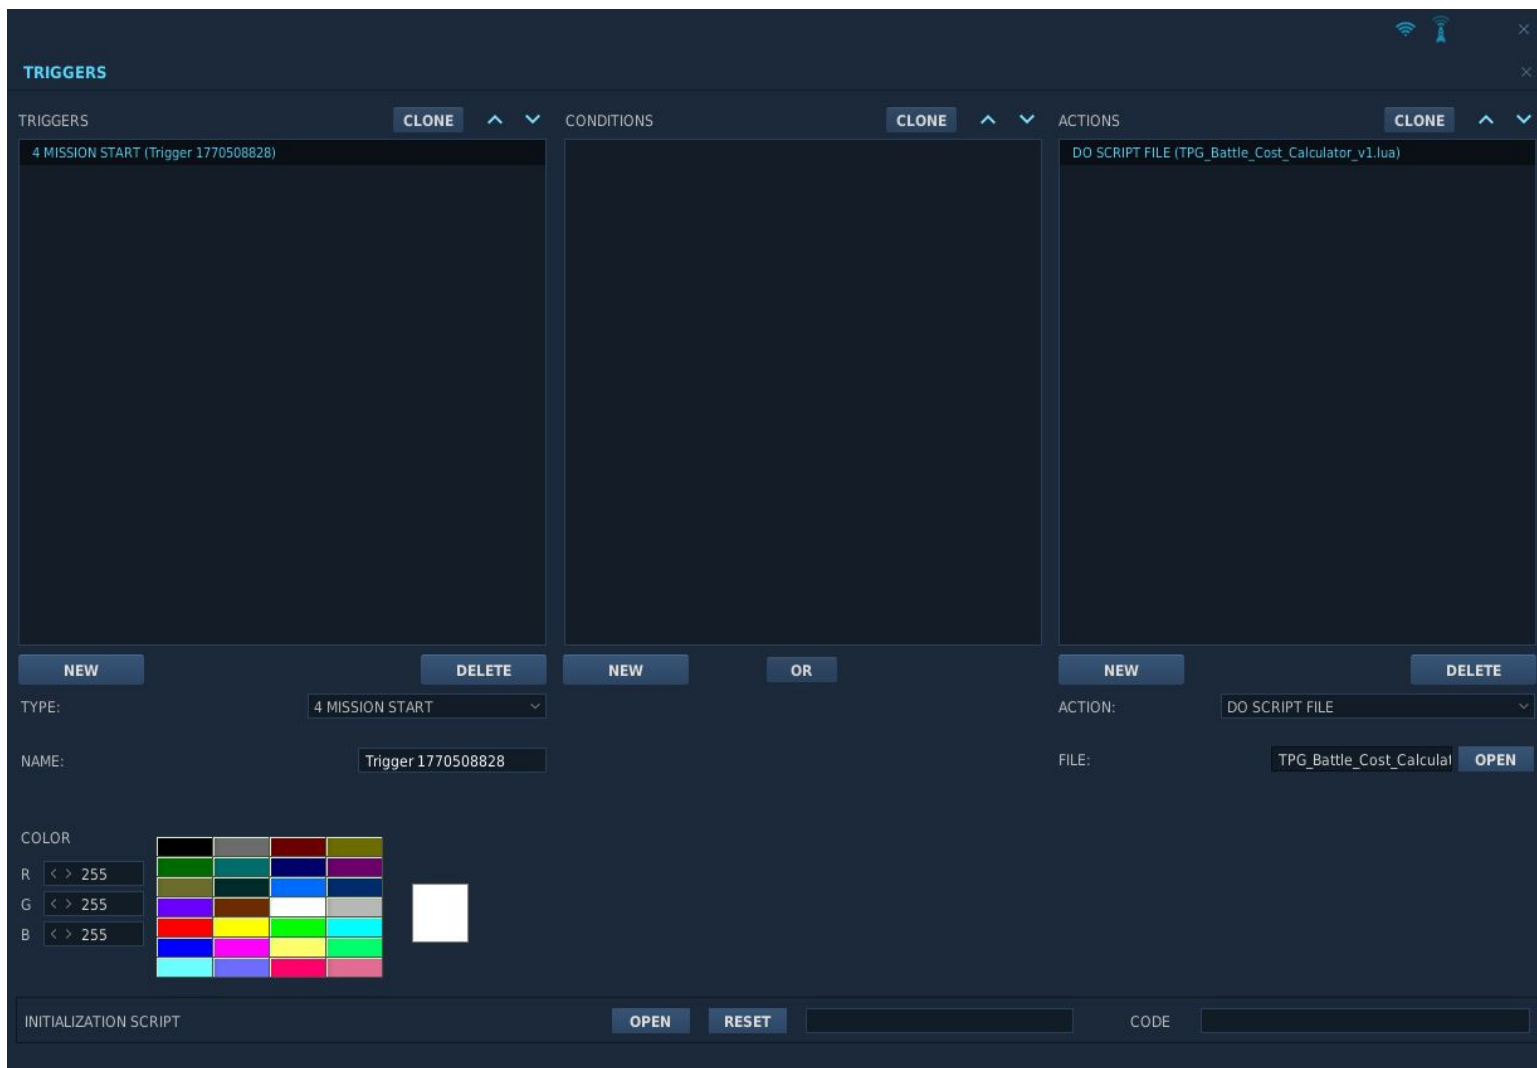 TRIGGERS
TRIGGERS CLONE CONDITIONS CLONE ACTIONS CLONE
4 MISSION START (Trigger 1770508828) DO SCRIPT FILE (TPG_Battle_Cost_Calculator_v1.lua)
NEW DELETE NEW OR NEW DELETE
TYPE: 4 MISSION START ACTION: DO SCRIPT FILE
NAME: Trigger 1770508828 FILE: TPG_Battle_Cost_Calculat OPEN
COLOR
R < > 255
G < > 255
B < > 255
INITIALIZATION SCRIPT OPEN RESET CODE